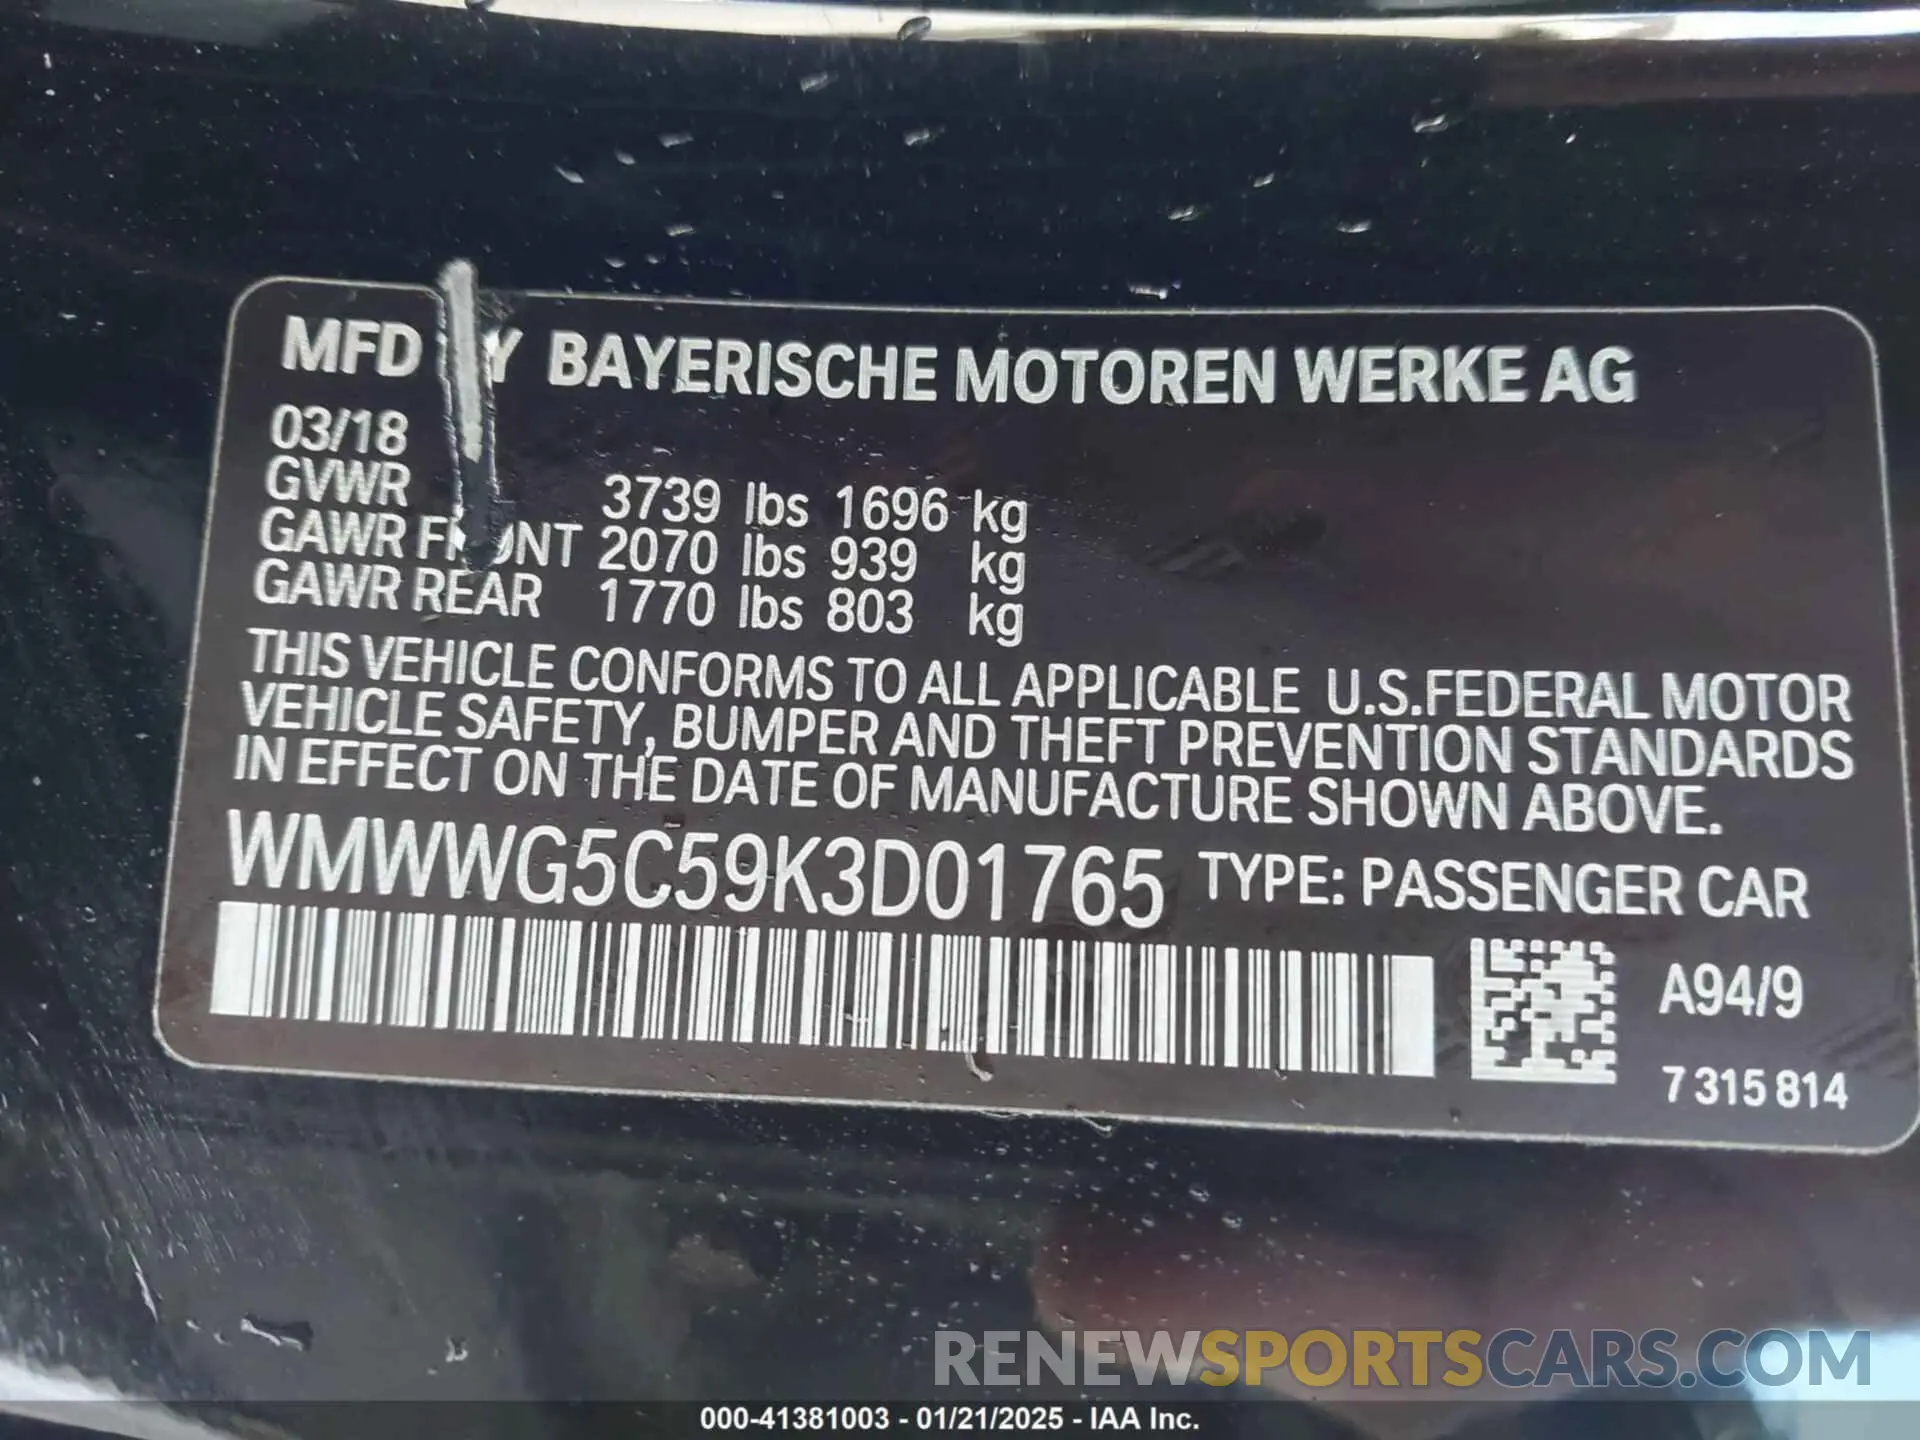 MFD BY BAYERISCHE MOTOREN WERKE AG
03/18
GVWR 3739 lbs 1696 kg
GAWR FRONT 2070 lbs 939 kg
GAWR REAR 1770 lbs 803 kg
THIS VEHICLE CONFORMS TO ALL APPLICABLE U.S.FEDERAL MOTOR
VEHICLE SAFETY, BUMPER AND THEFT PREVENTION STANDARDS
IN EFFECT ON THE DATE OF MANUFACTURE SHOWN ABOVE.
WMWWG5C59K3D01765 TYPE: PASSENGER CAR
A94/9
7 315 814
RENEWSPORTSCARS.COM
000-41381003 - 01/21/2025 - IAA Inc.